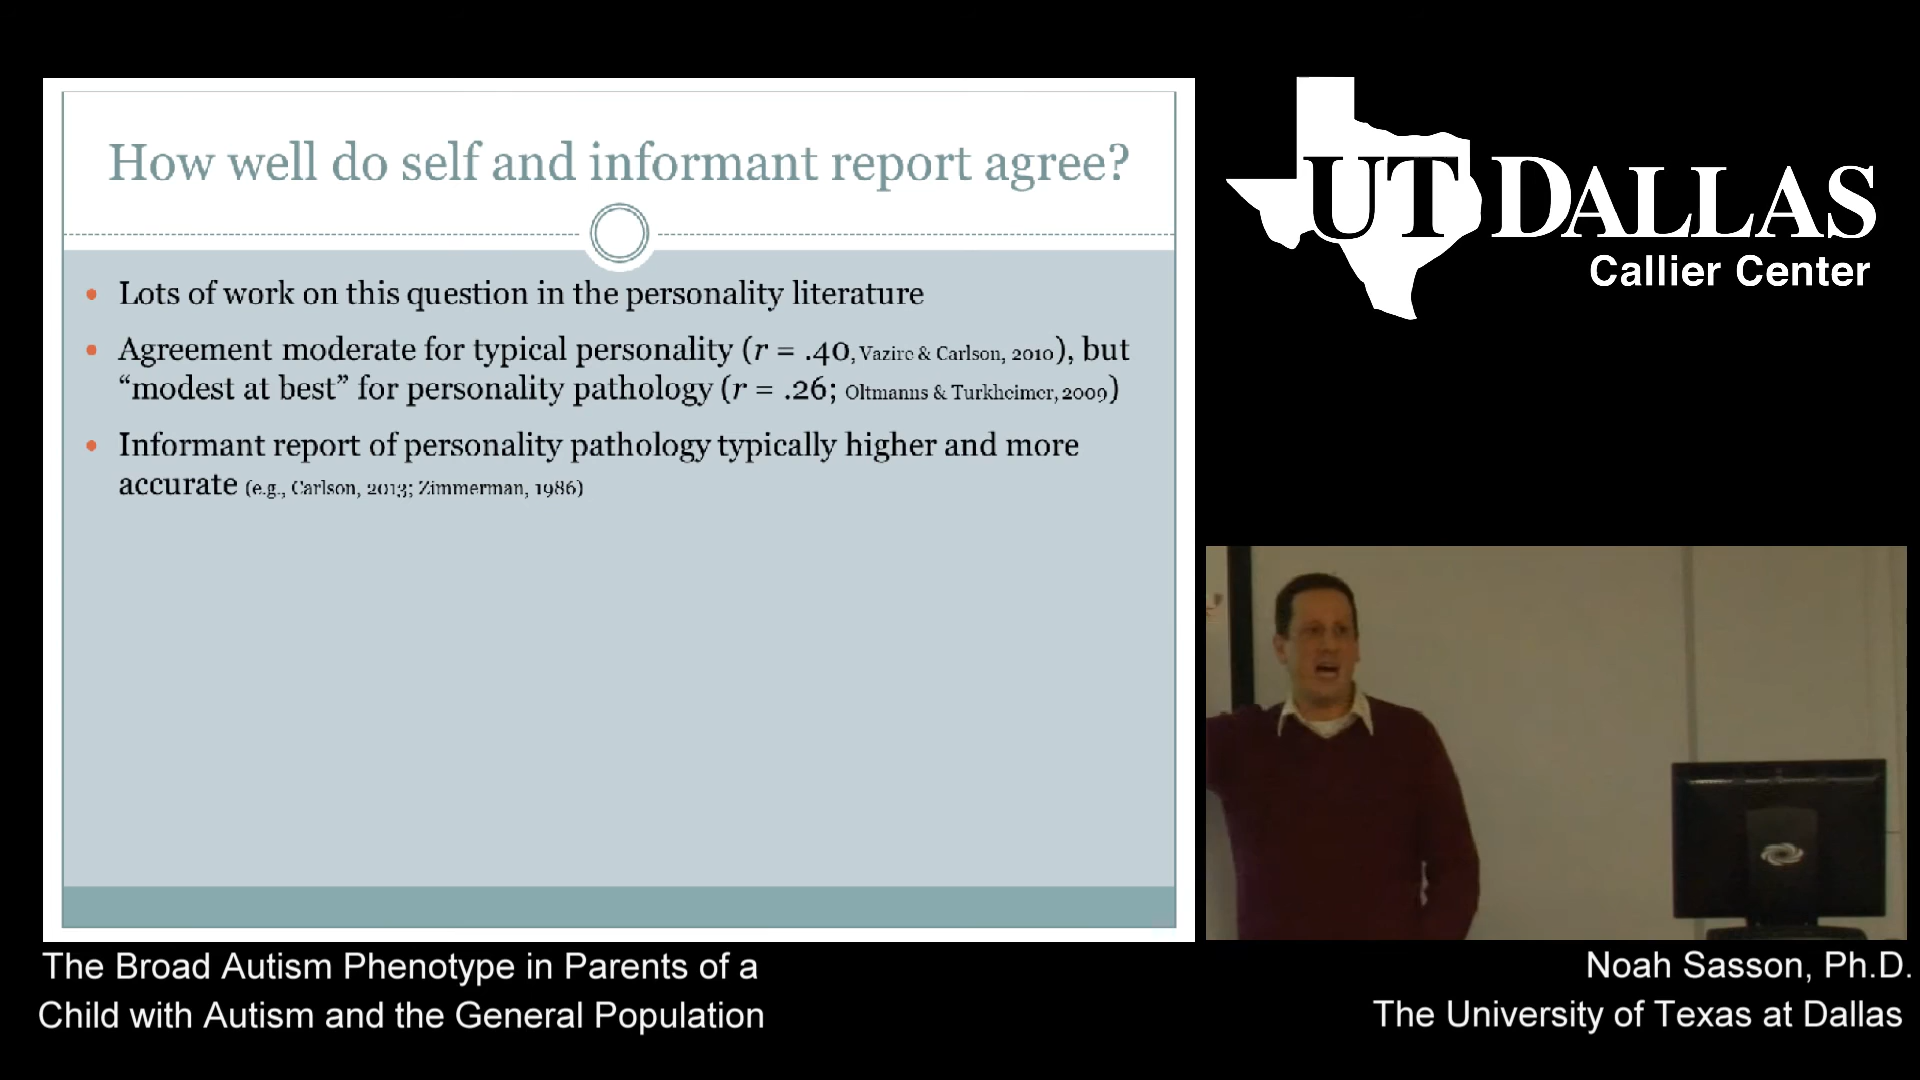 How well do self and informant report agree?
• Lots of work on this question in the personality literature
• Agreement moderate for typical personality (r = .40, Vazire & Carlson, 2010), but
“modest at best” for personality pathology (r = .26; Oltmanns & Turkheimer, 2009)
• Informant report of personality pathology typically higher and more
accurate (e.g., Carlson, 2013; Zimmerman, 1986)
UT DALLAS
Callier Center
The Broad Autism Phenotype in Parents of a
Child with Autism and the General Population
Noah Sasson, Ph.D.
The University of Texas at Dallas